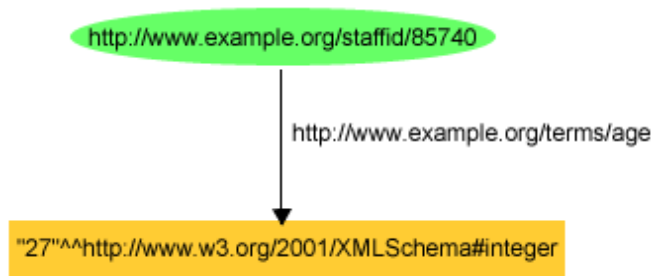 http://www.example.org/staffid/85740
http://www.example.org/terms/age
"27"^^http://www.w3.org/2001/XMLSchema#integer